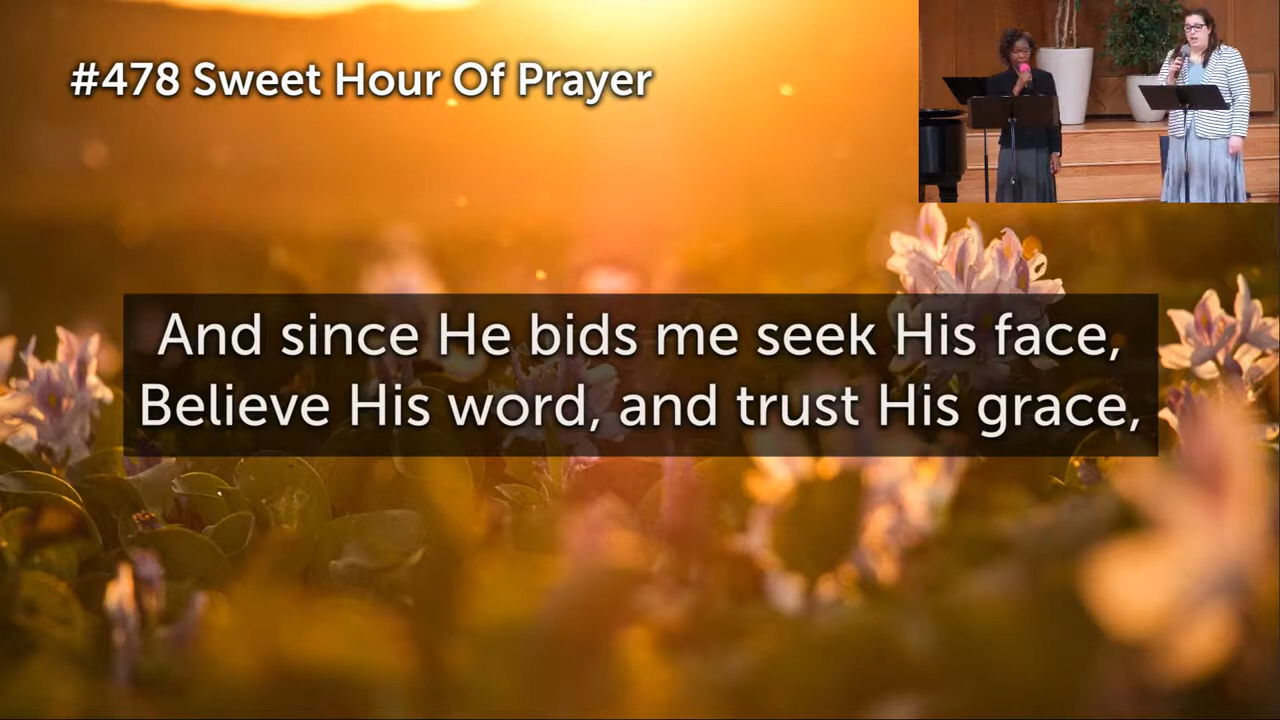 #478 Sweet Hour Of Prayer
And since He bids me seek His face,
Believe His word, and trust His grace,